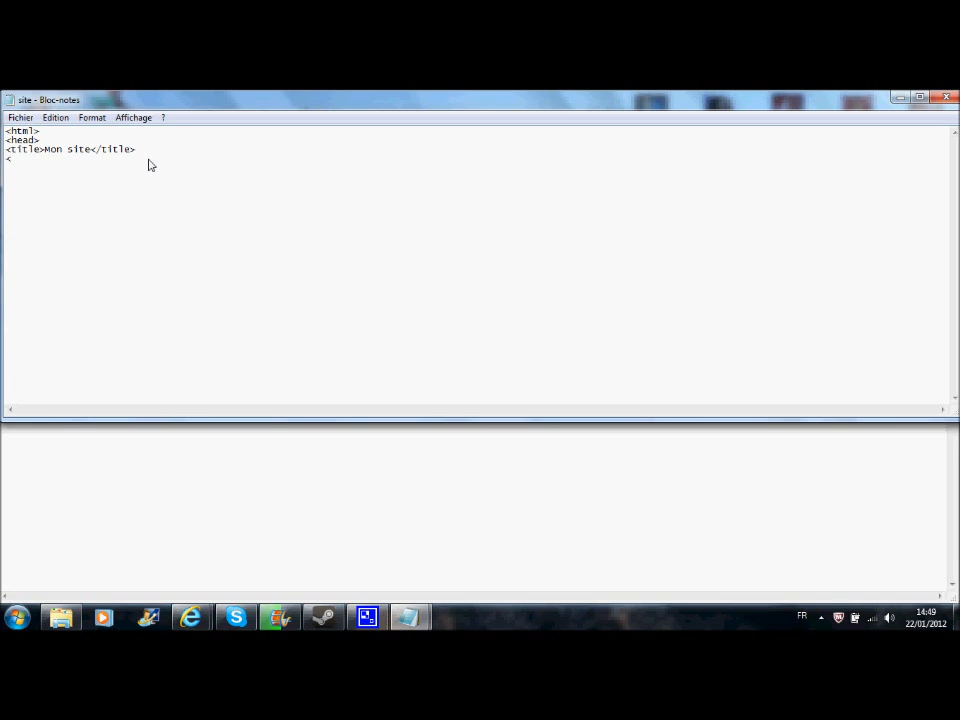 site - Bloc-notes
Fichier Edition Format Affichage ?
<html>
<head>
<title>Mon site</title>
<
FR
14:49
22/01/2012